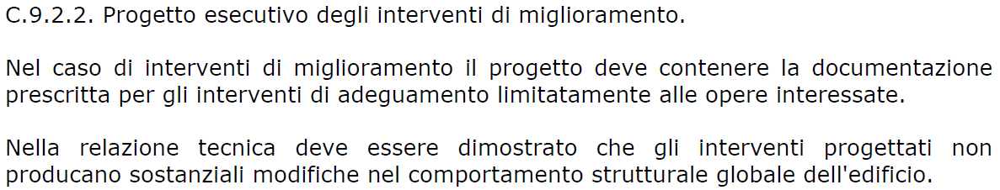 C.9.2.2. Progetto esecutivo degli interventi di miglioramento.
Nel caso di interventi di miglioramento il progetto deve contenere la documentazione
prescritta per gli interventi di adeguamento limitatamente alle opere interessate.
Nella relazione tecnica deve essere dimostrato che gli interventi progettati non
producano sostanziali modifiche nel comportamento strutturale globale dell'edificio.